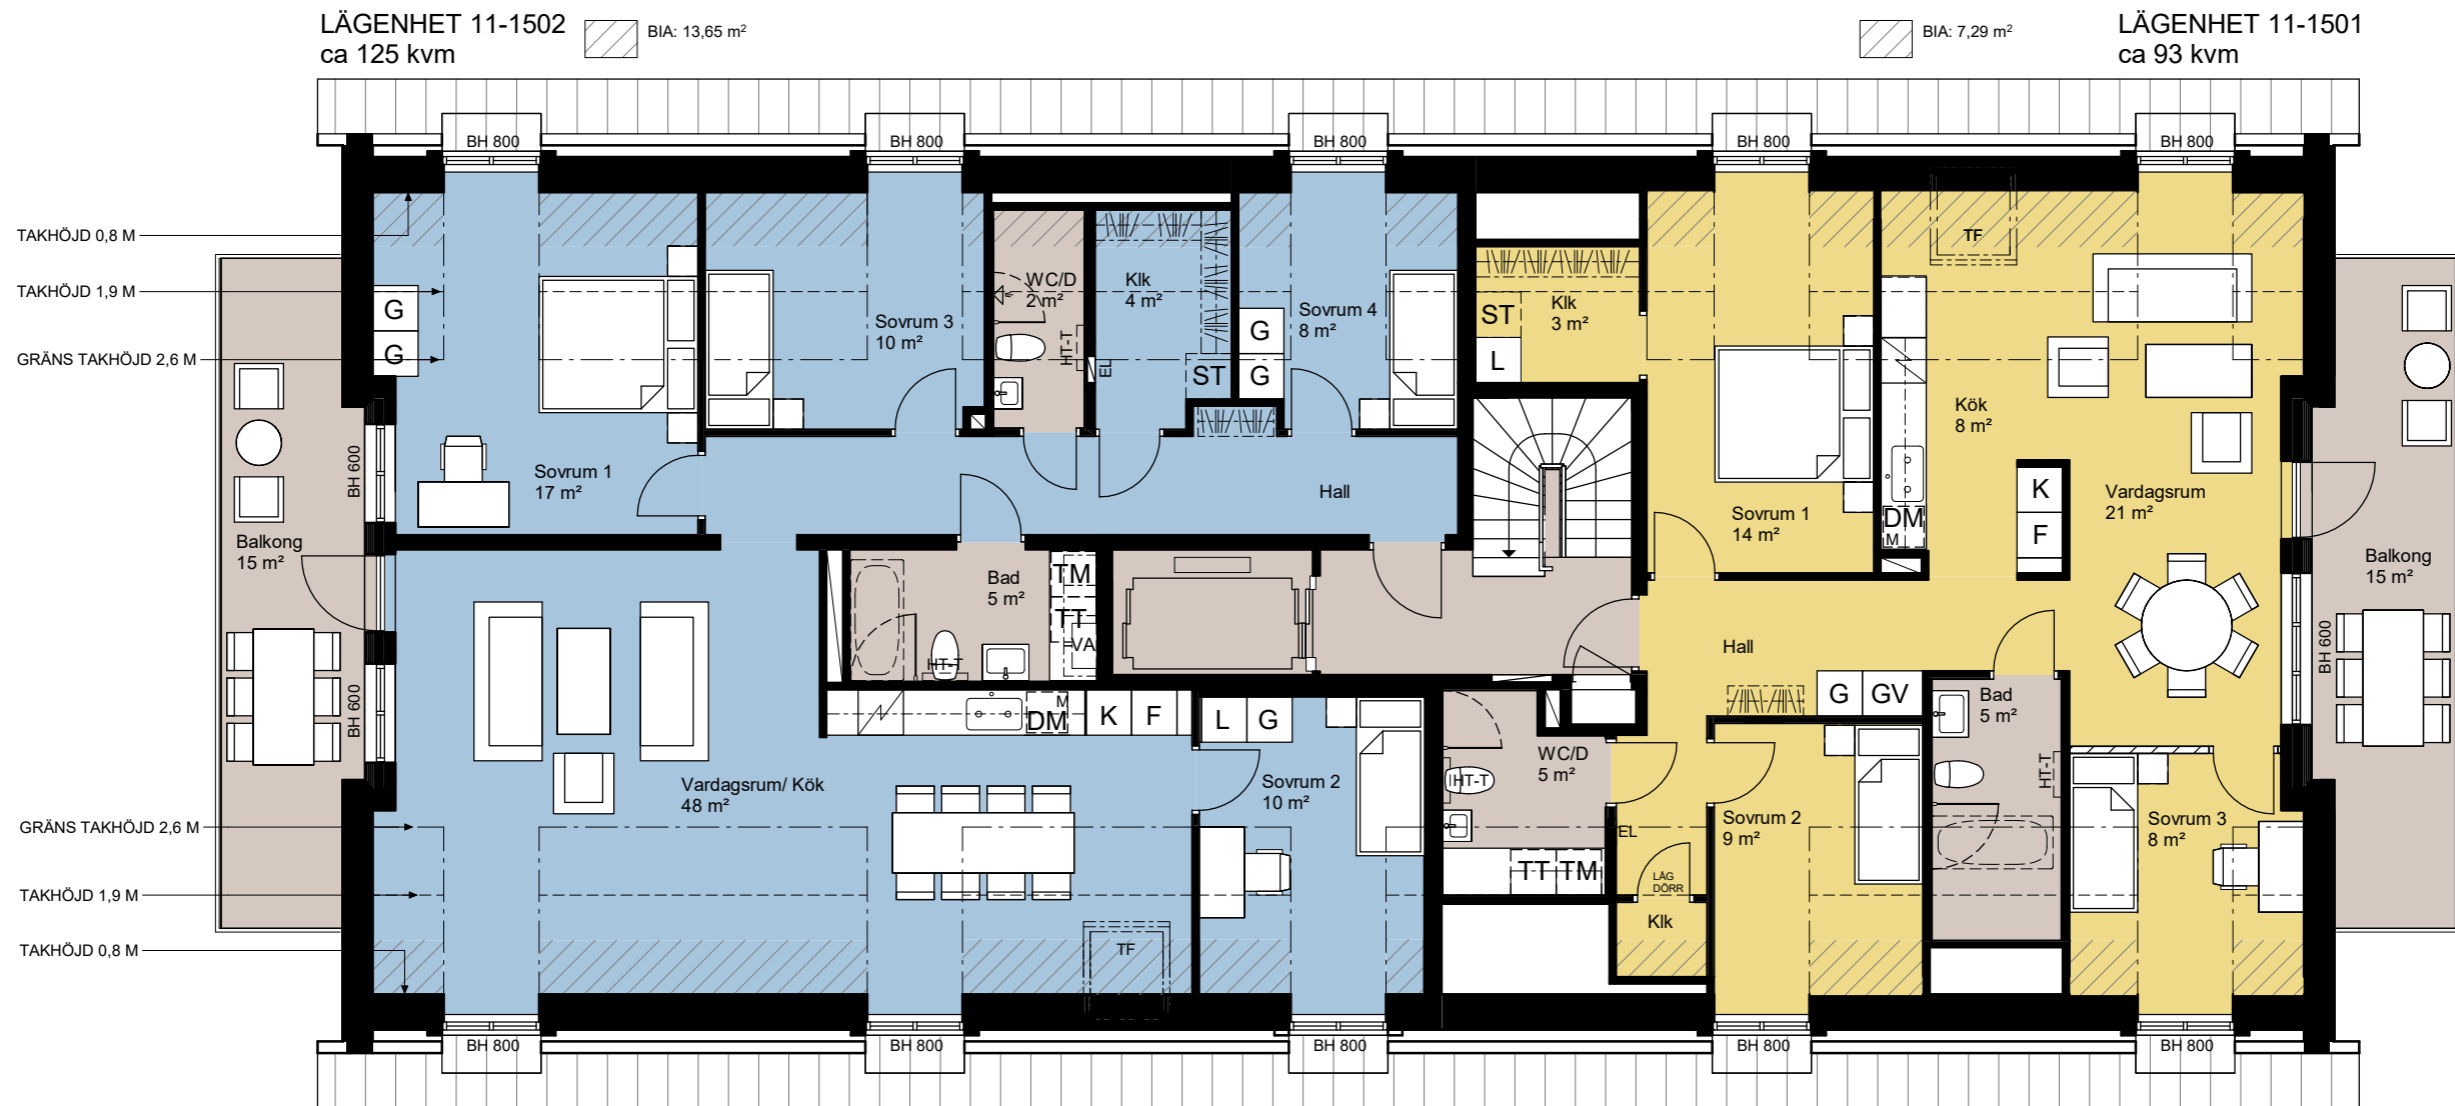 LÄGENHET 11-1502
ca 125 kvm
BIA: 13,65 m²
BIA: 7,29 m²
LÄGENHET 11-1501
ca 93 kvm
BH 800
BH 800
BH 800
BH 800
BH 800
TAKHÖJD 0,8 M
TAKHÖJD 1,9 M
GRÄNS TAKHÖJD 2,6 M
G
G
Sovrum 1
17 m²
BH 600
Balkong
15 m²
BH 600
Sovrum 3
10 m²
WC/D
2 m²
HT-T
EL
Klk
4 m²
ST
G
G
Sovrum 4
8 m²
Hall
Klk
3 m²
ST
L
Sovrum 1
14 m²
TF
Kök
8 m²
DM
M
K
F
Vardagsrum
21 m²
Balkong
15 m²
BH 600
Bad
5 m²
HT-T
TM
TT
VA
Hall
G
GV
Bad
5 m²
HT-T
M
DM
K
F
L
G
Vardagsrum/ Kök
48 m²
Sovrum 2
10 m²
WC/D
5 m²
HT-T
TT
TM
EL
LÅG
DÖRR
Klk
Sovrum 2
9 m²
Sovrum 3
8 m²
GRÄNS TAKHÖJD 2,6 M
TAKHÖJD 1,9 M
TAKHÖJD 0,8 M
TF
BH 800
BH 800
BH 800
BH 800
BH 800